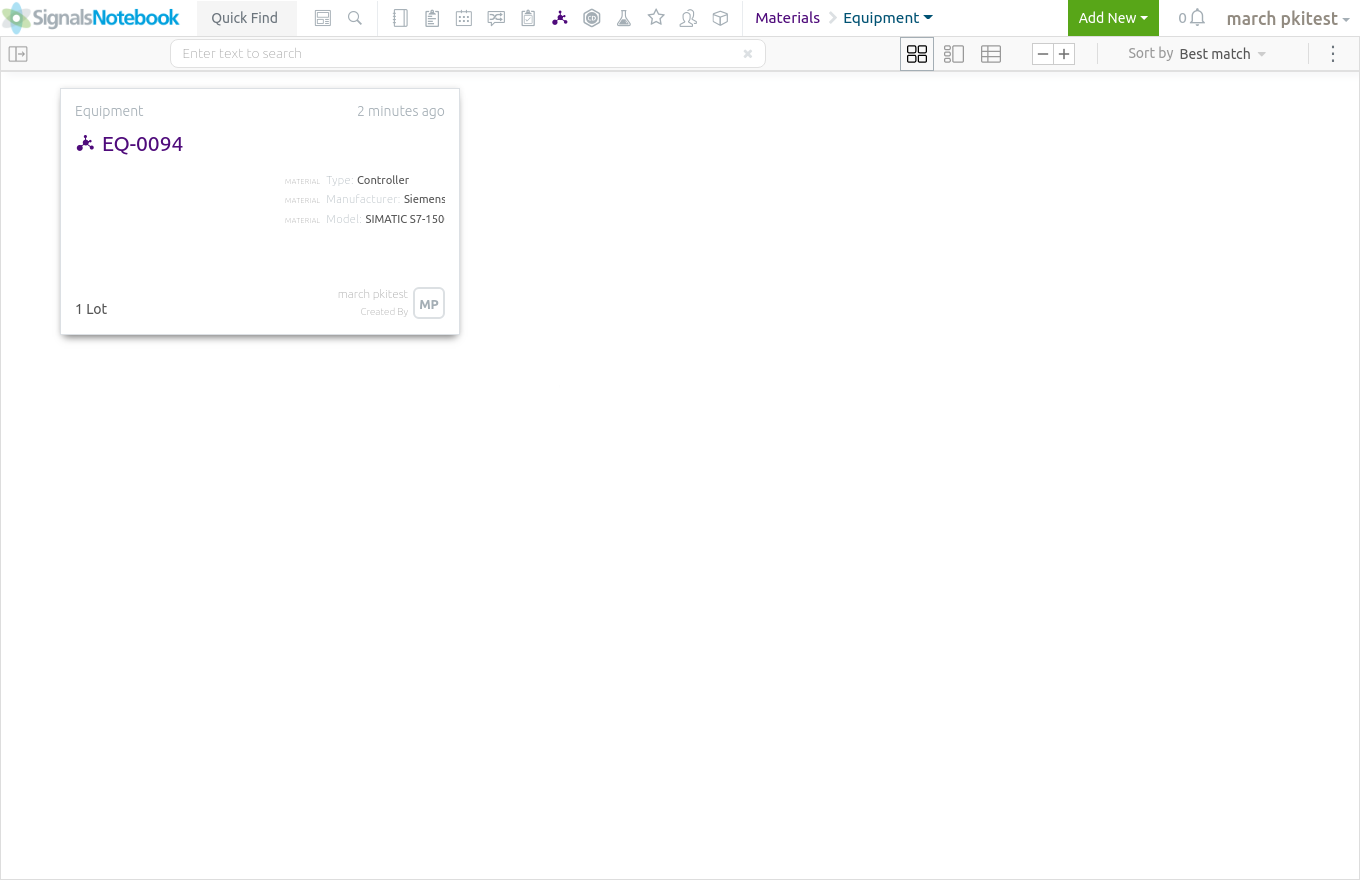 SignalsNotebook
Quick Find
Materials
Equipment
Add New
0
march pkitest
Enter text to search
Sort by Best match
Equipment
2 minutes ago
EQ-0094
MATERIAL Type: Controller
MATERIAL Manufacturer: Siemens
MATERIAL Model: SIMATIC S7-150
march pkitest
Created By
MP
1 Lot